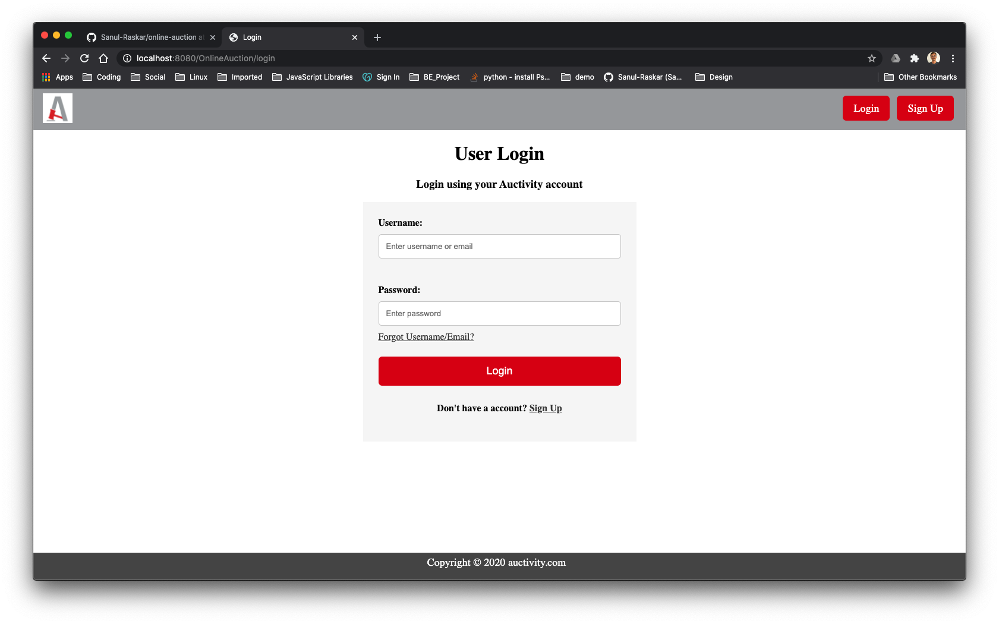 Sanul-Raskar/online-auction at
Login
localhost:8080/OnlineAuction/login
Apps Coding Social Linux Imported JavaScript Libraries Sign In BE_Project python - install Ps... demo Sanul-Raskar (Sa... Design Other Bookmarks
Login Sign Up
User Login
Login using your Auctivity account
Username:
Enter username or email
Password:
Enter password
Forgot Username/Email?
Login
Don't have a account? Sign Up
Copyright © 2020 auctivity.com